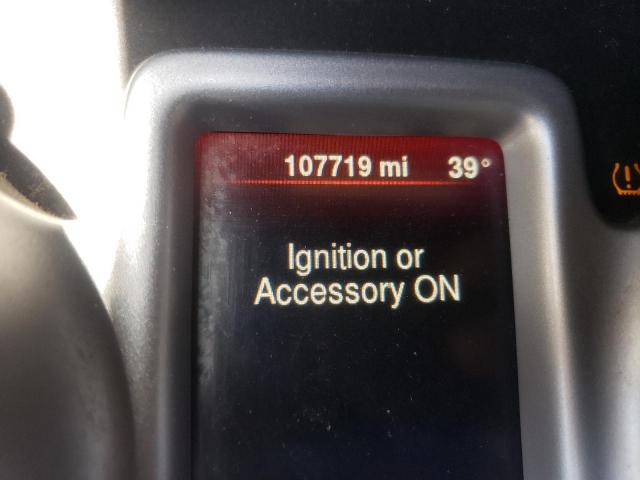 107719 mi 39°
Ignition or
Accessory ON